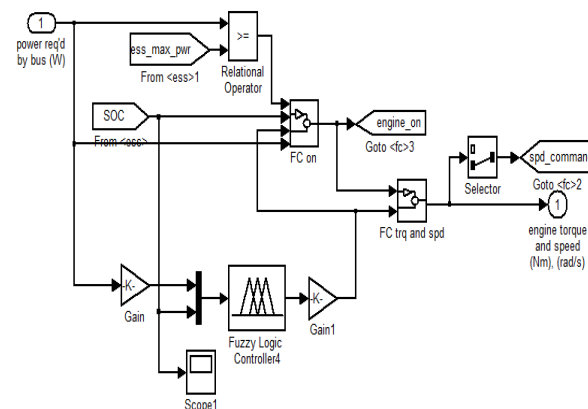 1
power req'd
by bus (W)
ess_max_pwr
From <ess>1
>=
Relational
Operator
SOC
From <ess>
FC on
engine_on
Goto <fc>3
FC trq and spd
Selector
spd_comman
Goto <fc>2
1
engine torque
and speed
(Nm), (rad/s)
-K-
Gain
Fuzzy Logic
Controller4
-K-
Gain1
Scope1